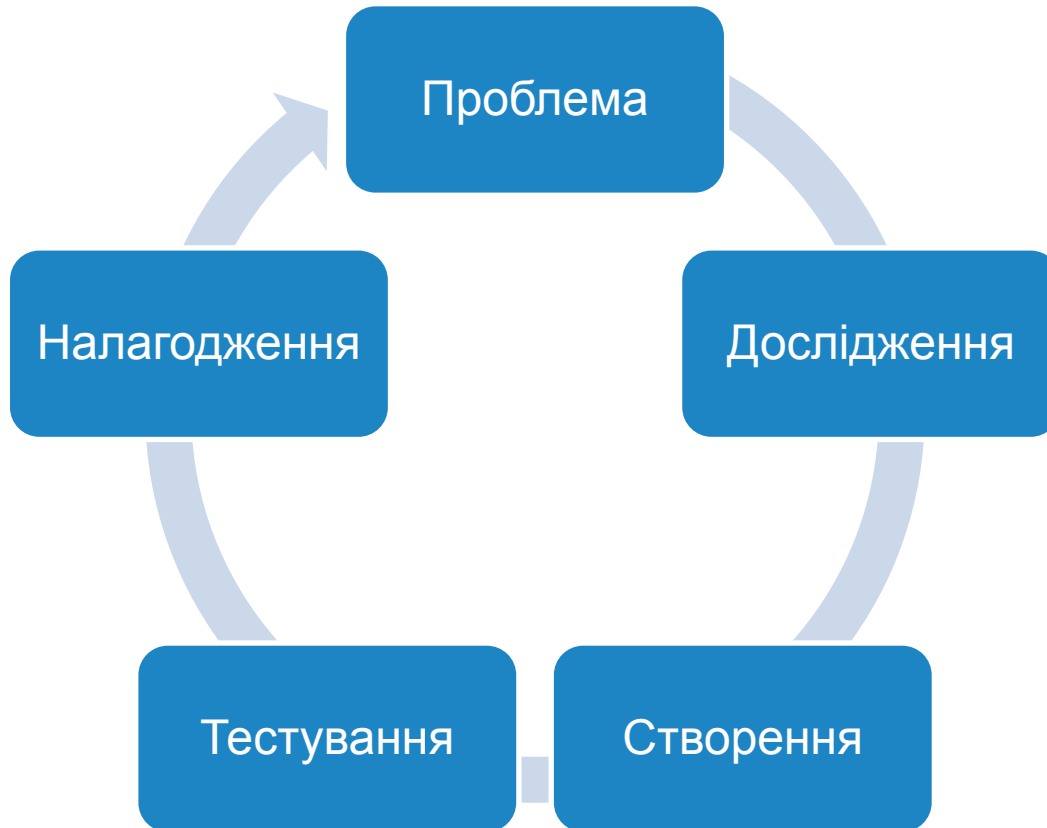 Проблема
Дослідження
Створення
Тестування
Налагодження